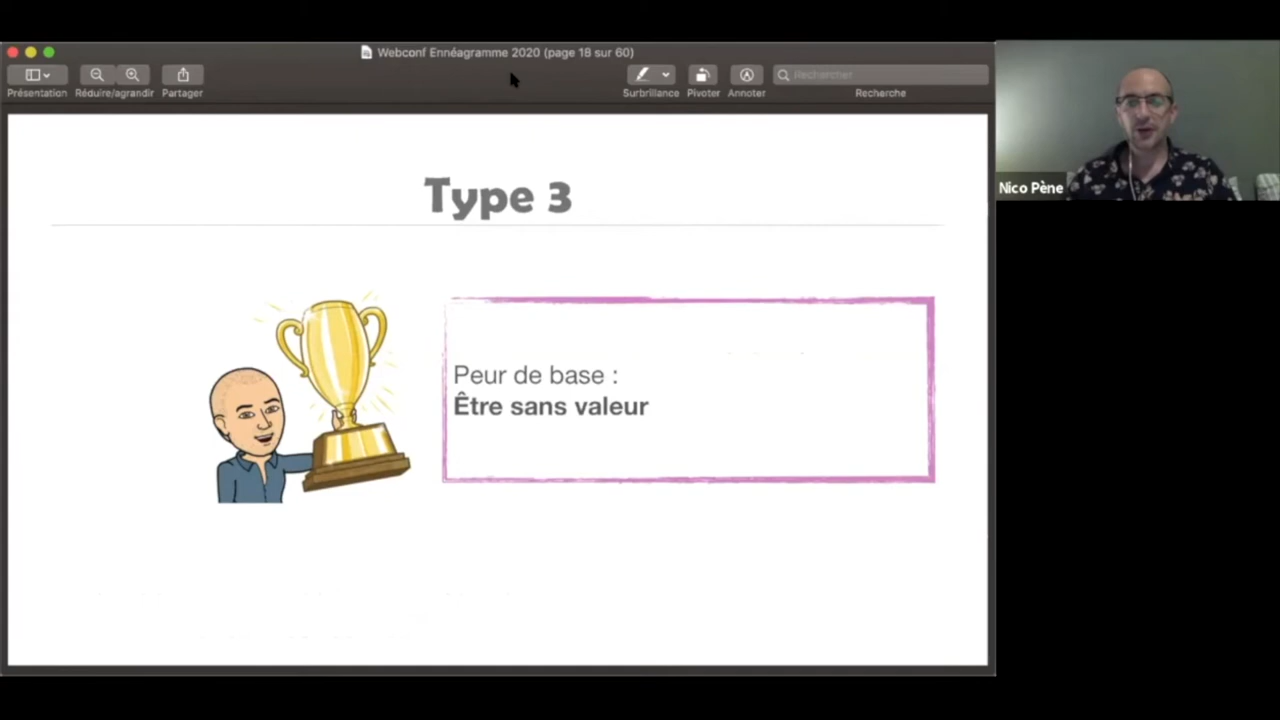 Webconf Ennéagramme 2020 (page 18 sur 60)
Présentation
Réduire/agrandir
Partager
Surbrillance
Pivoter
Annoter
Rechercher
Recherche
Nico Pène
Type 3
Peur de base :
Être sans valeur